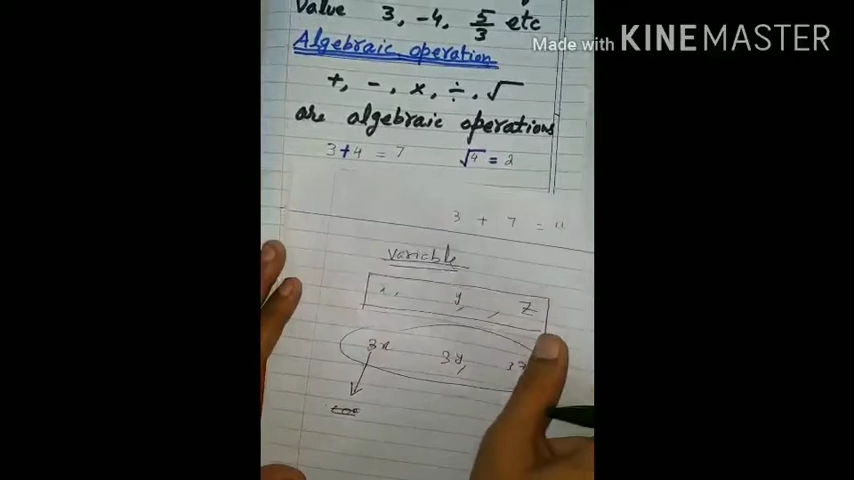 Value 3, -4, 5/3 etc
Made with KINEMASTER
Algebraic operation
+, -, ×, ÷, √
are algebraic operations
3+4 = 7 √4 = 2
3 + 7 =
variable
x, y, , Z
3x 3y,